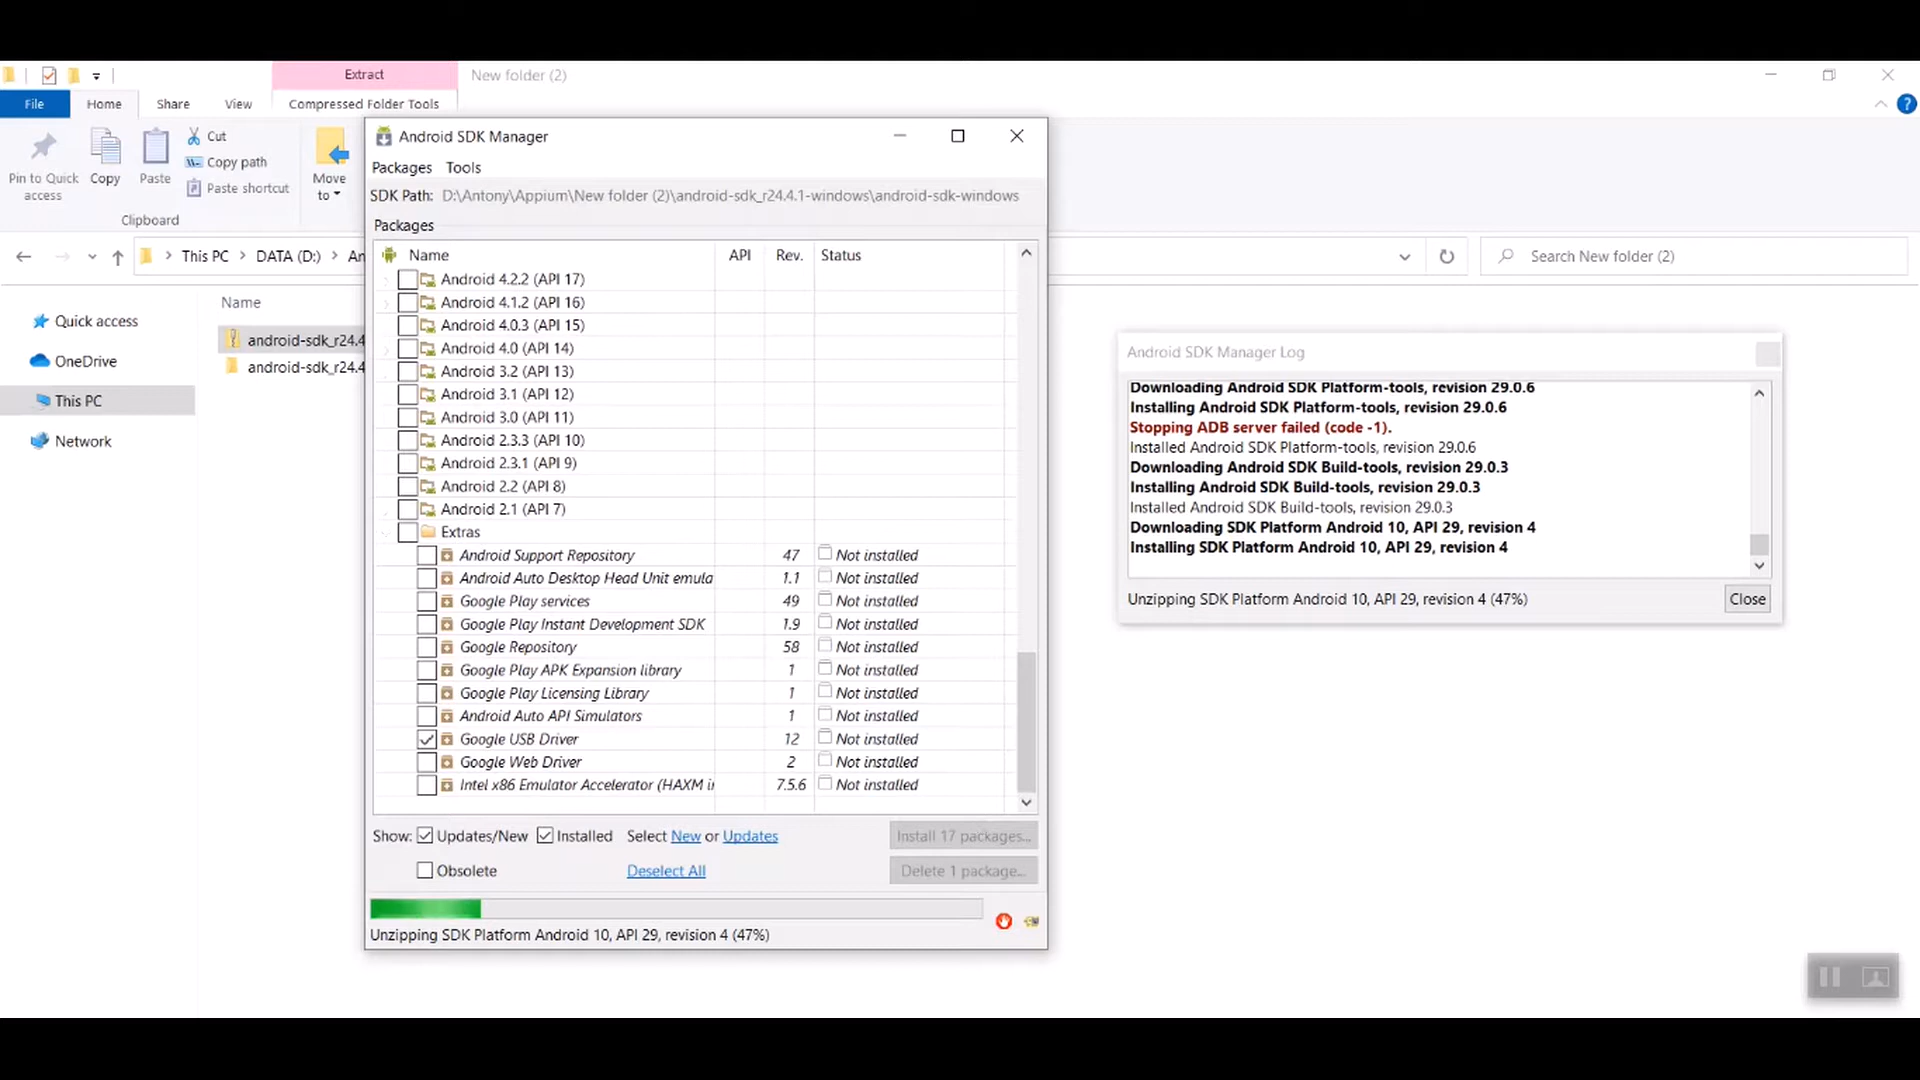 Extract
New folder (2)
File
Home
Share
View
Compressed Folder Tools
Pin to Quick access
Copy
Paste
Cut
Copy path
Paste shortcut
Move to
Clipboard
This PC
DATA (D:)
An
Search New folder (2)
Quick access
OneDrive
This PC
Network
Name
android-sdk_r24.4
android-sdk_r24.4
Android SDK Manager
Packages Tools
SDK Path: D:\Antony\Appium\New folder (2)\android-sdk_r24.4.1-windows\android-sdk-windows
Packages
Name API Rev. Status
Android 4.2.2 (API 17)
Android 4.1.2 (API 16)
Android 4.0.3 (API 15)
Android 4.0 (API 14)
Android 3.2 (API 13)
Android 3.1 (API 12)
Android 3.0 (API 11)
Android 2.3.3 (API 10)
Android 2.3.1 (API 9)
Android 2.2 (API 8)
Android 2.1 (API 7)
Extras
Android Support Repository 47 Not installed
Android Auto Desktop Head Unit emula 1.1 Not installed
Google Play services 49 Not installed
Google Play Instant Development SDK 1.9 Not installed
Google Repository 58 Not installed
Google Play APK Expansion library 1 Not installed
Google Play Licensing Library 1 Not installed
Android Auto API Simulators 1 Not installed
Google USB Driver 12 Not installed
Google Web Driver 2 Not installed
Intel x86 Emulator Accelerator (HAXM i 7.5.6 Not installed
Show: Updates/New Installed Select New or Updates
Install 17 packages...
Obsolete
Deselect All
Delete 1 package...
Unzipping SDK Platform Android 10, API 29, revision 4 (47%)
Android SDK Manager Log
Downloading Android SDK Platform-tools, revision 29.0.6
Installing Android SDK Platform-tools, revision 29.0.6
Stopping ADB server failed (code -1).
Installed Android SDK Platform-tools, revision 29.0.6
Downloading Android SDK Build-tools, revision 29.0.3
Installing Android SDK Build-tools, revision 29.0.3
Installed Android SDK Build-tools, revision 29.0.3
Downloading SDK Platform Android 10, API 29, revision 4
Installing SDK Platform Android 10, API 29, revision 4
Unzipping SDK Platform Android 10, API 29, revision 4 (47%)
Close